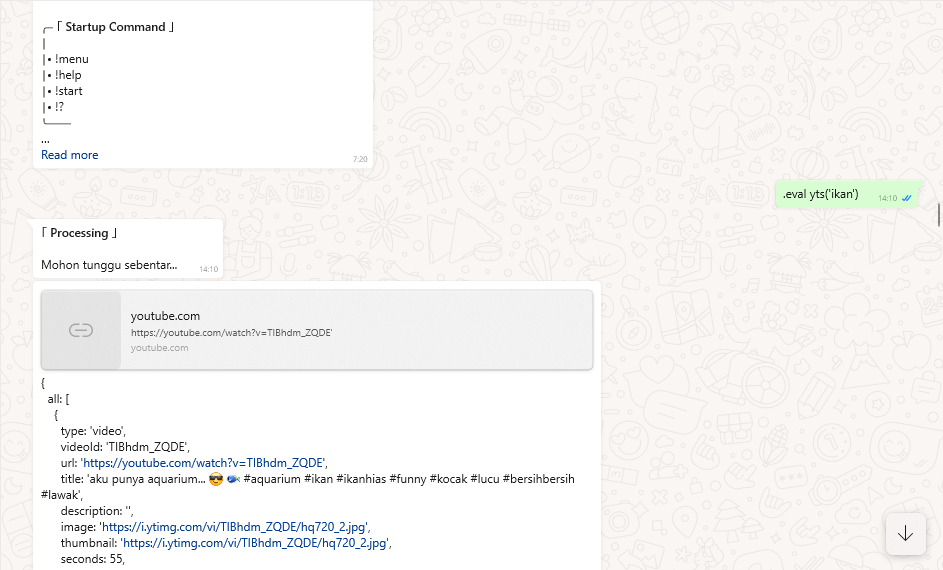 ╭─「 Startup Command 」
│
│• !menu
│• !help
│• !start
│• !?
╰────
...
Read more
7:20
.eval yts('ikan')
14:10
「 Processing 」
Mohon tunggu sebentar...
14:10
youtube.com
https://youtube.com/watch?v=TIBhdm_ZQDE'
youtube.com
{
all: [
{
type: 'video',
videoId: 'TIBhdm_ZQDE',
url: 'https://youtube.com/watch?v=TIBhdm_ZQDE',
title: 'aku punya aquarium... 😎 🐟 #aquarium #ikan #ikanhias #funny #kocak #lucu #bersihbersih
#lawak',
description: '',
image: 'https://i.ytimg.com/vi/TIBhdm_ZQDE/hq720_2.jpg',
thumbnail: 'https://i.ytimg.com/vi/TIBhdm_ZQDE/hq720_2.jpg',
seconds: 55,